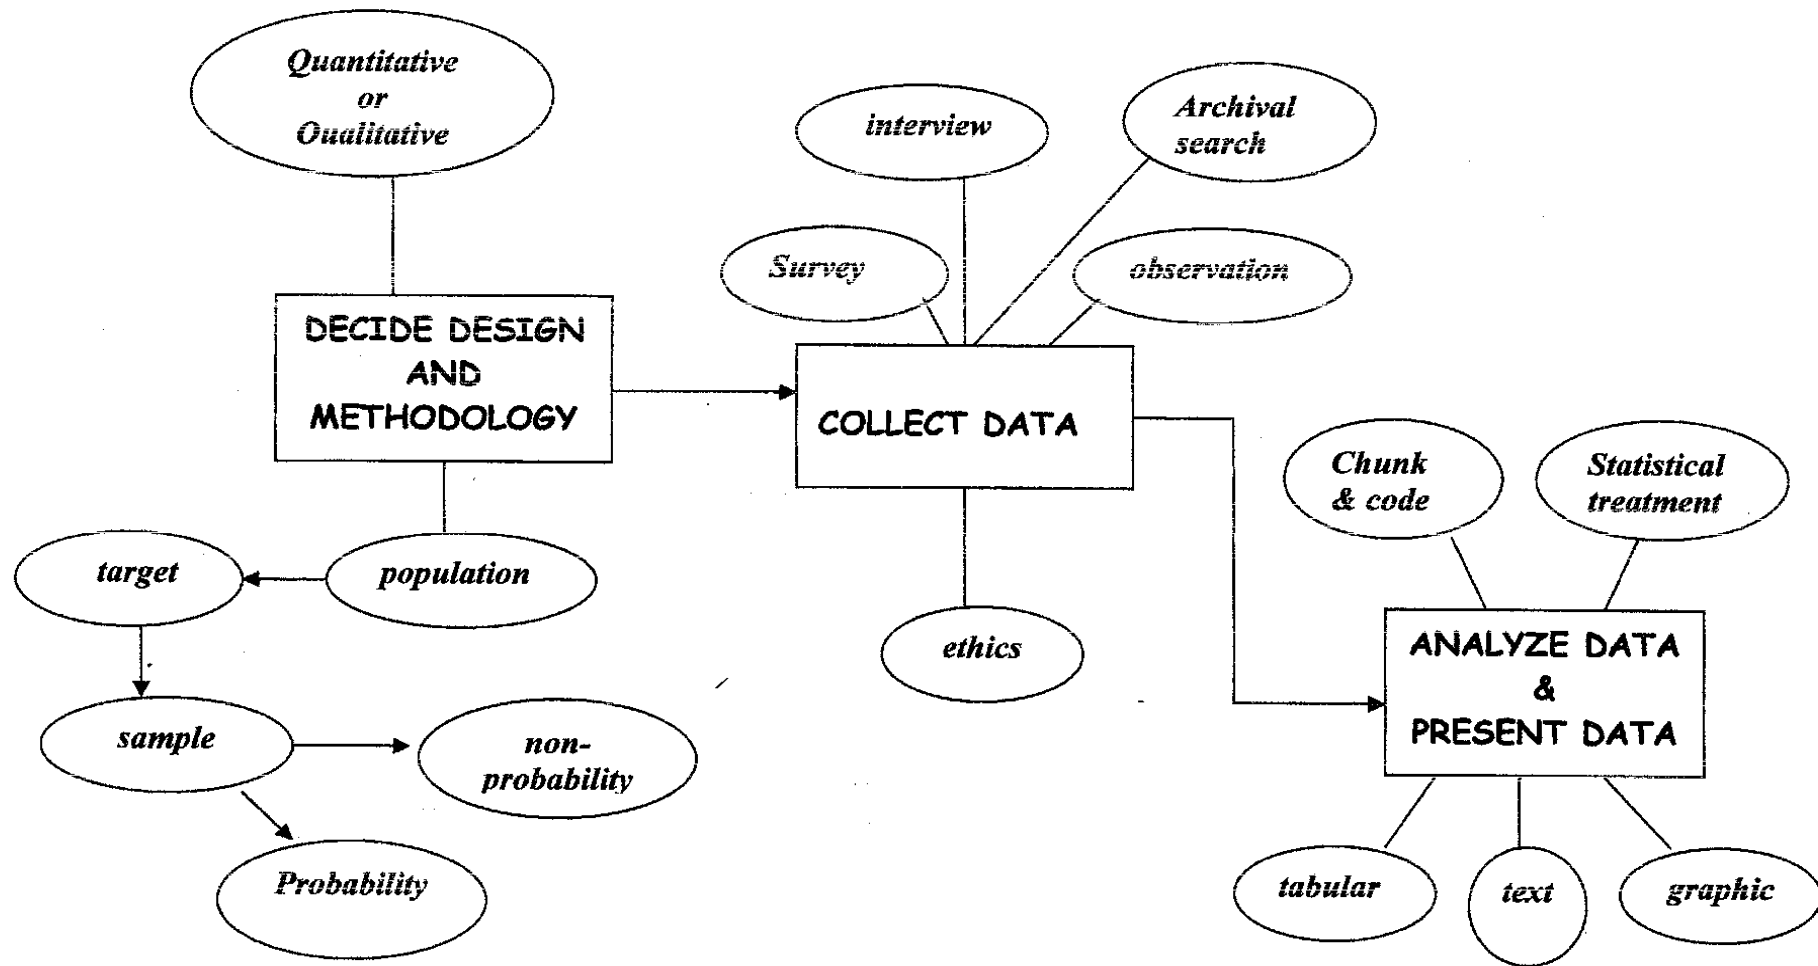 Quantitative
or
Oualitative
interview
Archival
search
Survey
observation
DECIDE DESIGN
AND
METHODOLOGY
COLLECT DATA
Chunk
& code
Statistical
treatment
target
population
ethics
ANALYZE DATA
&
PRESENT DATA
sample
non-
probability
Probability
tabular
text
graphic